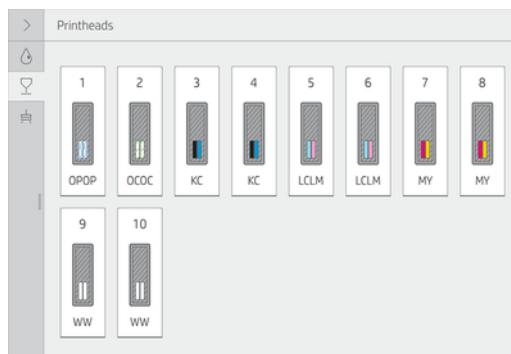 Printheads
1 2 3 4 5 6 7 8
OPOP OCOC KC KC LCLM LCLM MY MY
9 10
WW WW